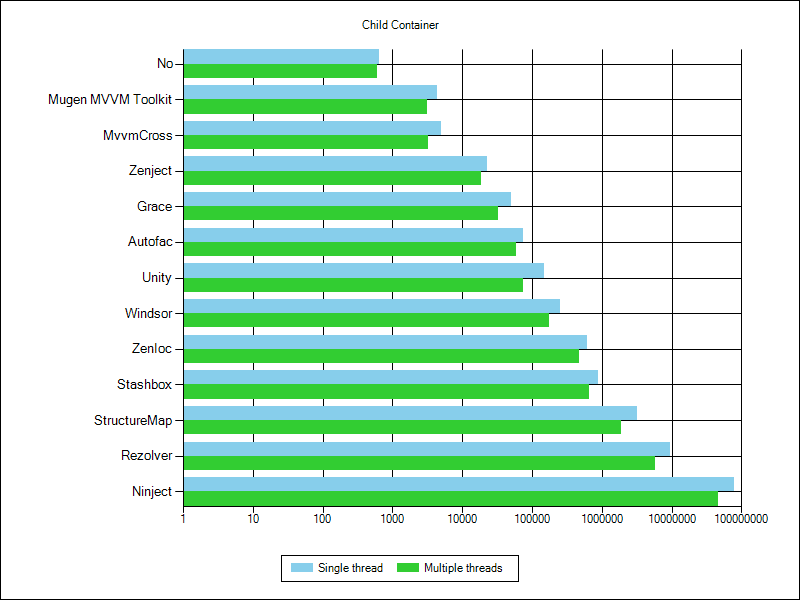 Child Container
No
Mugen MVVM Toolkit
MvvmCross
Zenject
Grace
Autofac
Unity
Windsor
ZenIoc
Stashbox
StructureMap
Rezolver
Ninject
1 10 100 1000 10000 100000 1000000 10000000 100000000
Single thread Multiple threads